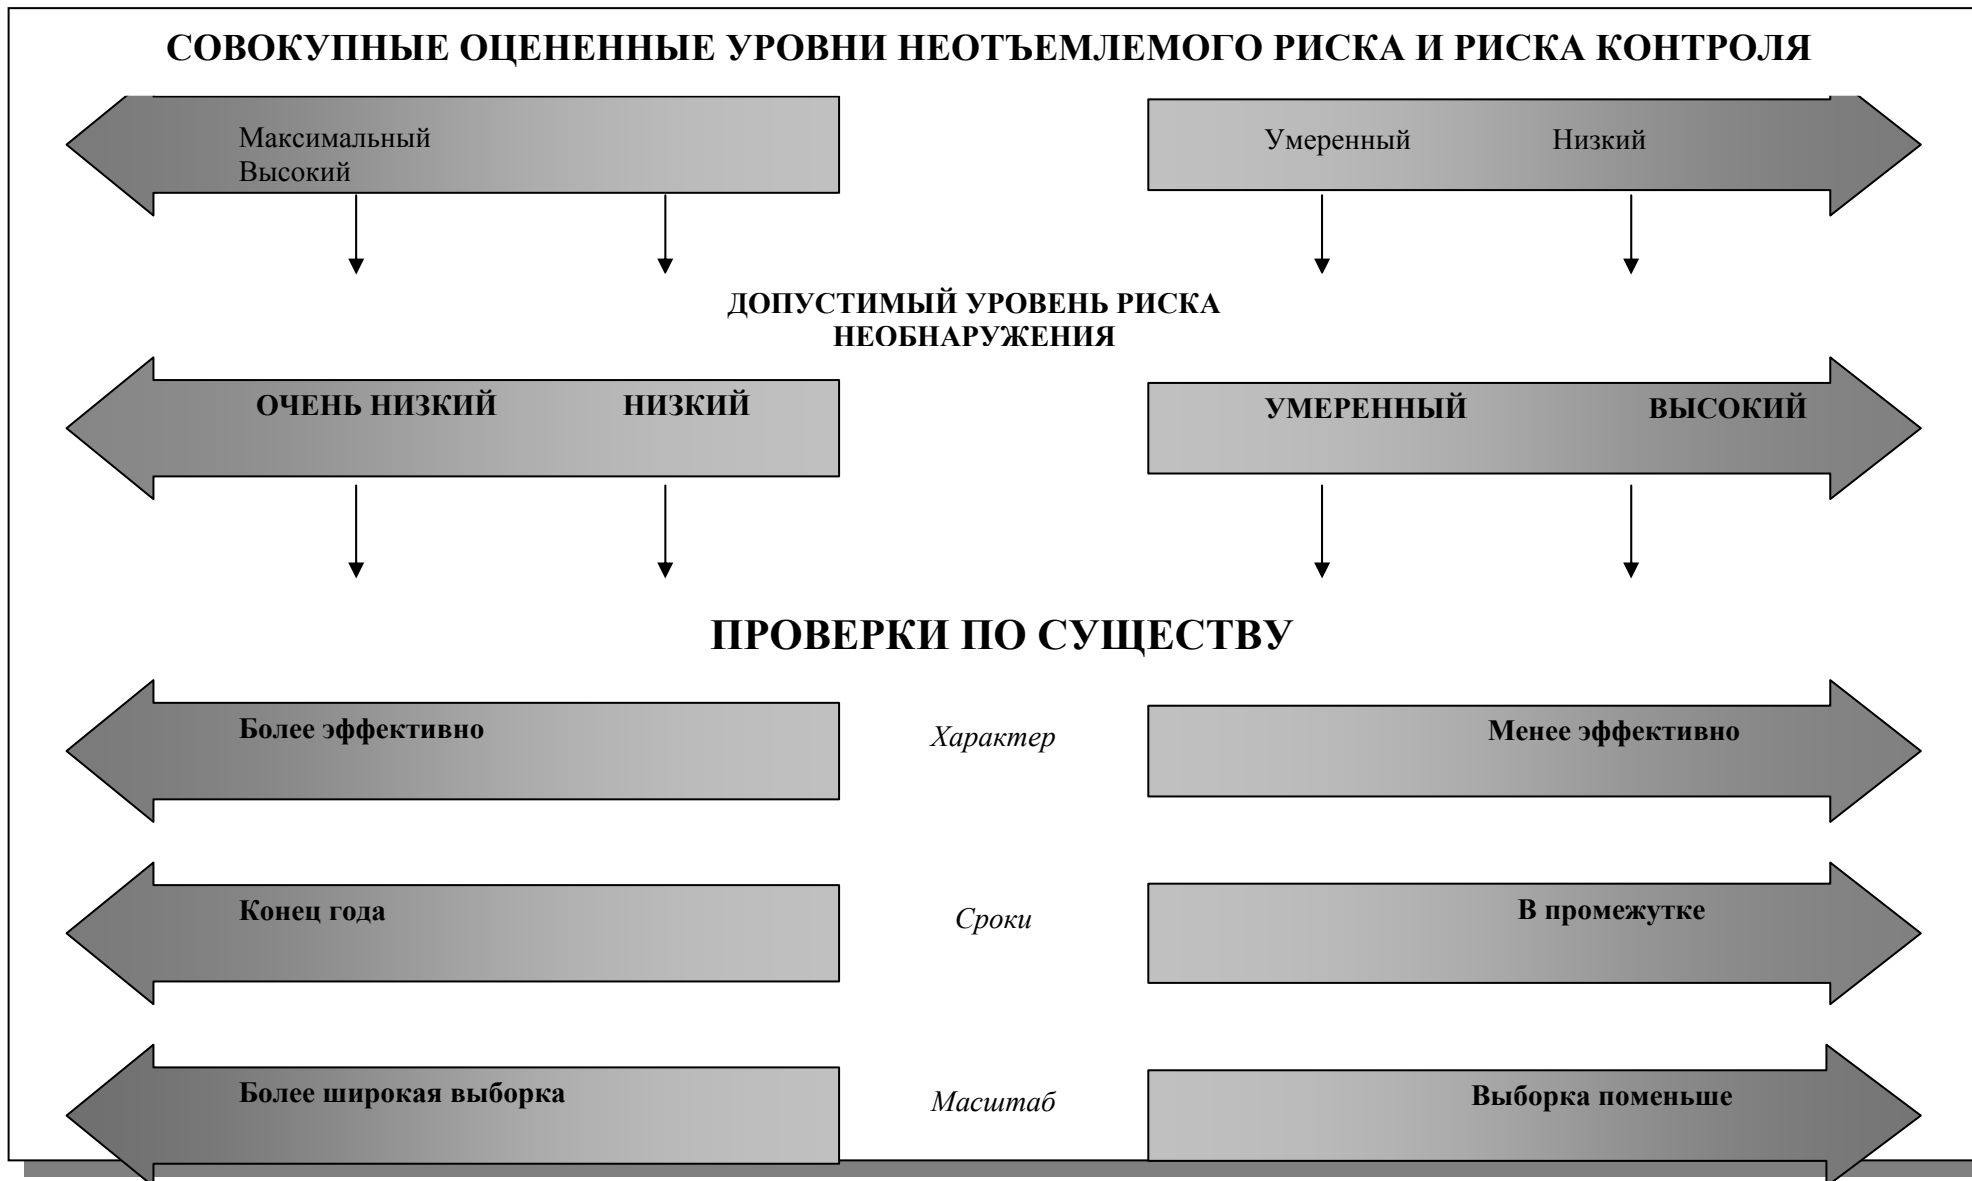 СОВОКУПНЫЕ ОЦЕНЕННЫЕ УРОВНИ НЕОТЪЕМЛЕМОГО РИСКА И РИСКА КОНТРОЛЯ
Максимальный
Высокий
Умеренный Низкий
ДОПУСТИМЫЙ УРОВЕНЬ РИСКА
НЕОБНАРУЖЕНИЯ
ОЧЕНЬ НИЗКИЙ НИЗКИЙ
УМЕРЕННЫЙ ВЫСОКИЙ
ПРОВЕРКИ ПО СУЩЕСТВУ
Более эффективно
Характер
Менее эффективно
Конец года
Сроки
В промежутке
Более широкая выборка
Масштаб
Выборка поменьше